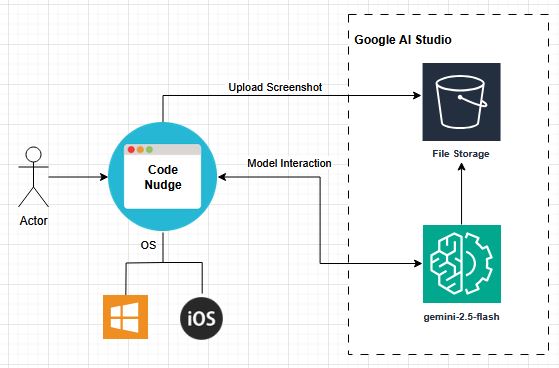 Google AI Studio
Upload Screenshot
File Storage
Code
Nudge
Model Interaction
Actor
OS
iOS
gemini-2.5-flash